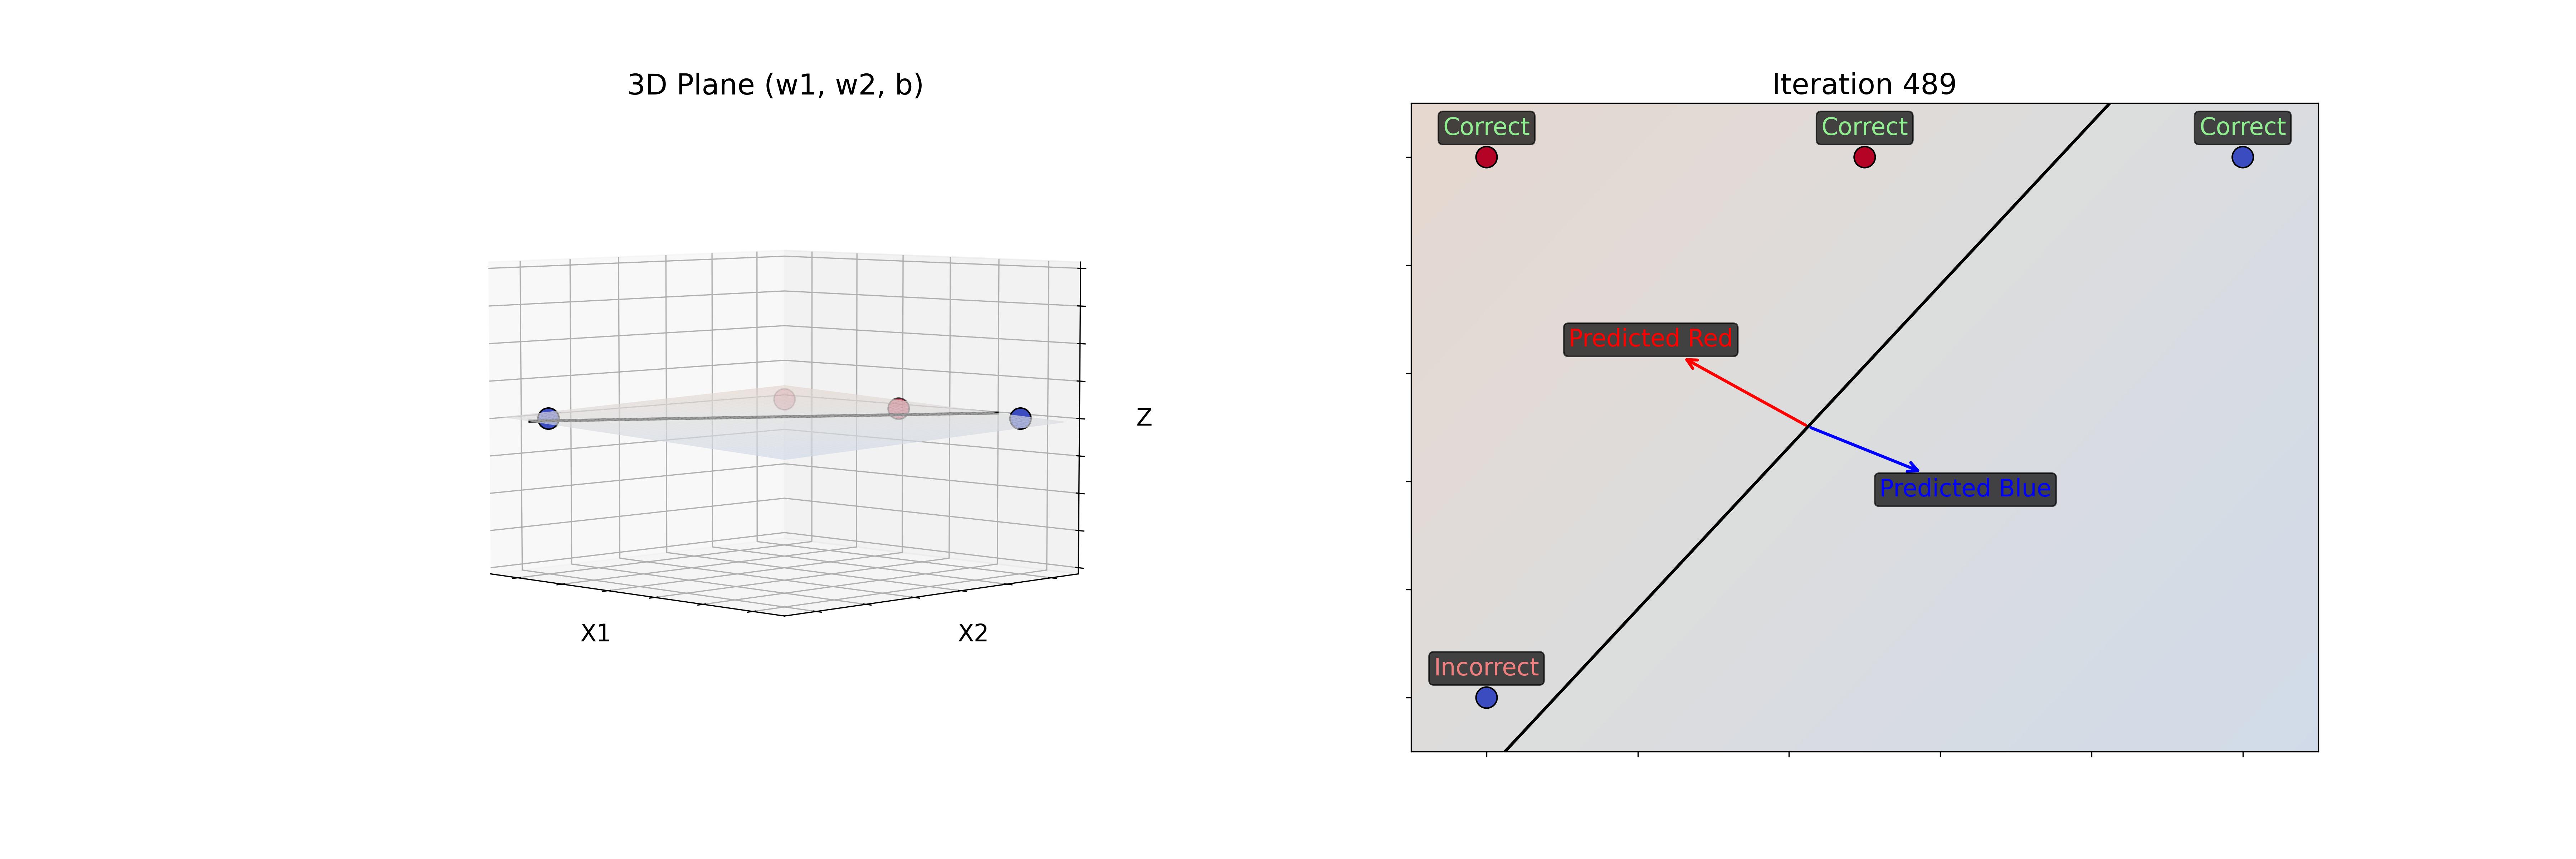 3D Plane (w1, w2, b)
Z
X1
X2
Iteration 489
Correct
Correct
Correct
Predicted Red
Predicted Blue
Incorrect